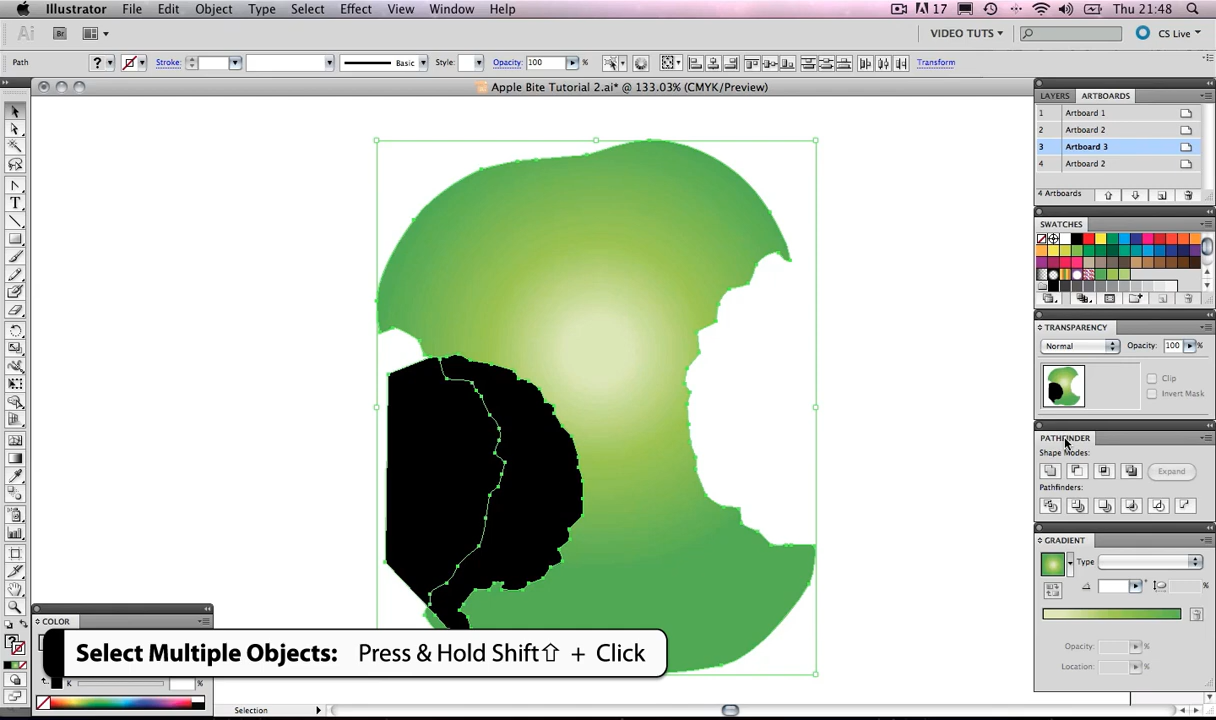 Illustrator File Edit Object Type Select Effect View Window Help 17 Thu 21:48
Ai Br VIDEO TUTS CS Live
Path ? Stroke: Basic Style: Opacity: 100 % Transform
Apple Bite Tutorial 2.ai* @ 133.03% (CMYK/Preview)
LAYERS ARTBOARDS
1 Artboard 1
2 Artboard 2
3 Artboard 3
4 Artboard 2
4 Artboards
SWATCHES
TRANSPARENCY
Normal Opacity: 100 %
Clip
Invert Mask
PATHFINDER
Shape Modes:
Expand
Pathfinders:
GRADIENT
Type
°
%
Opacity: %
Location: %
COLOR
Select Multiple Objects: Press & Hold Shift⇧ + Click
K %
Selection